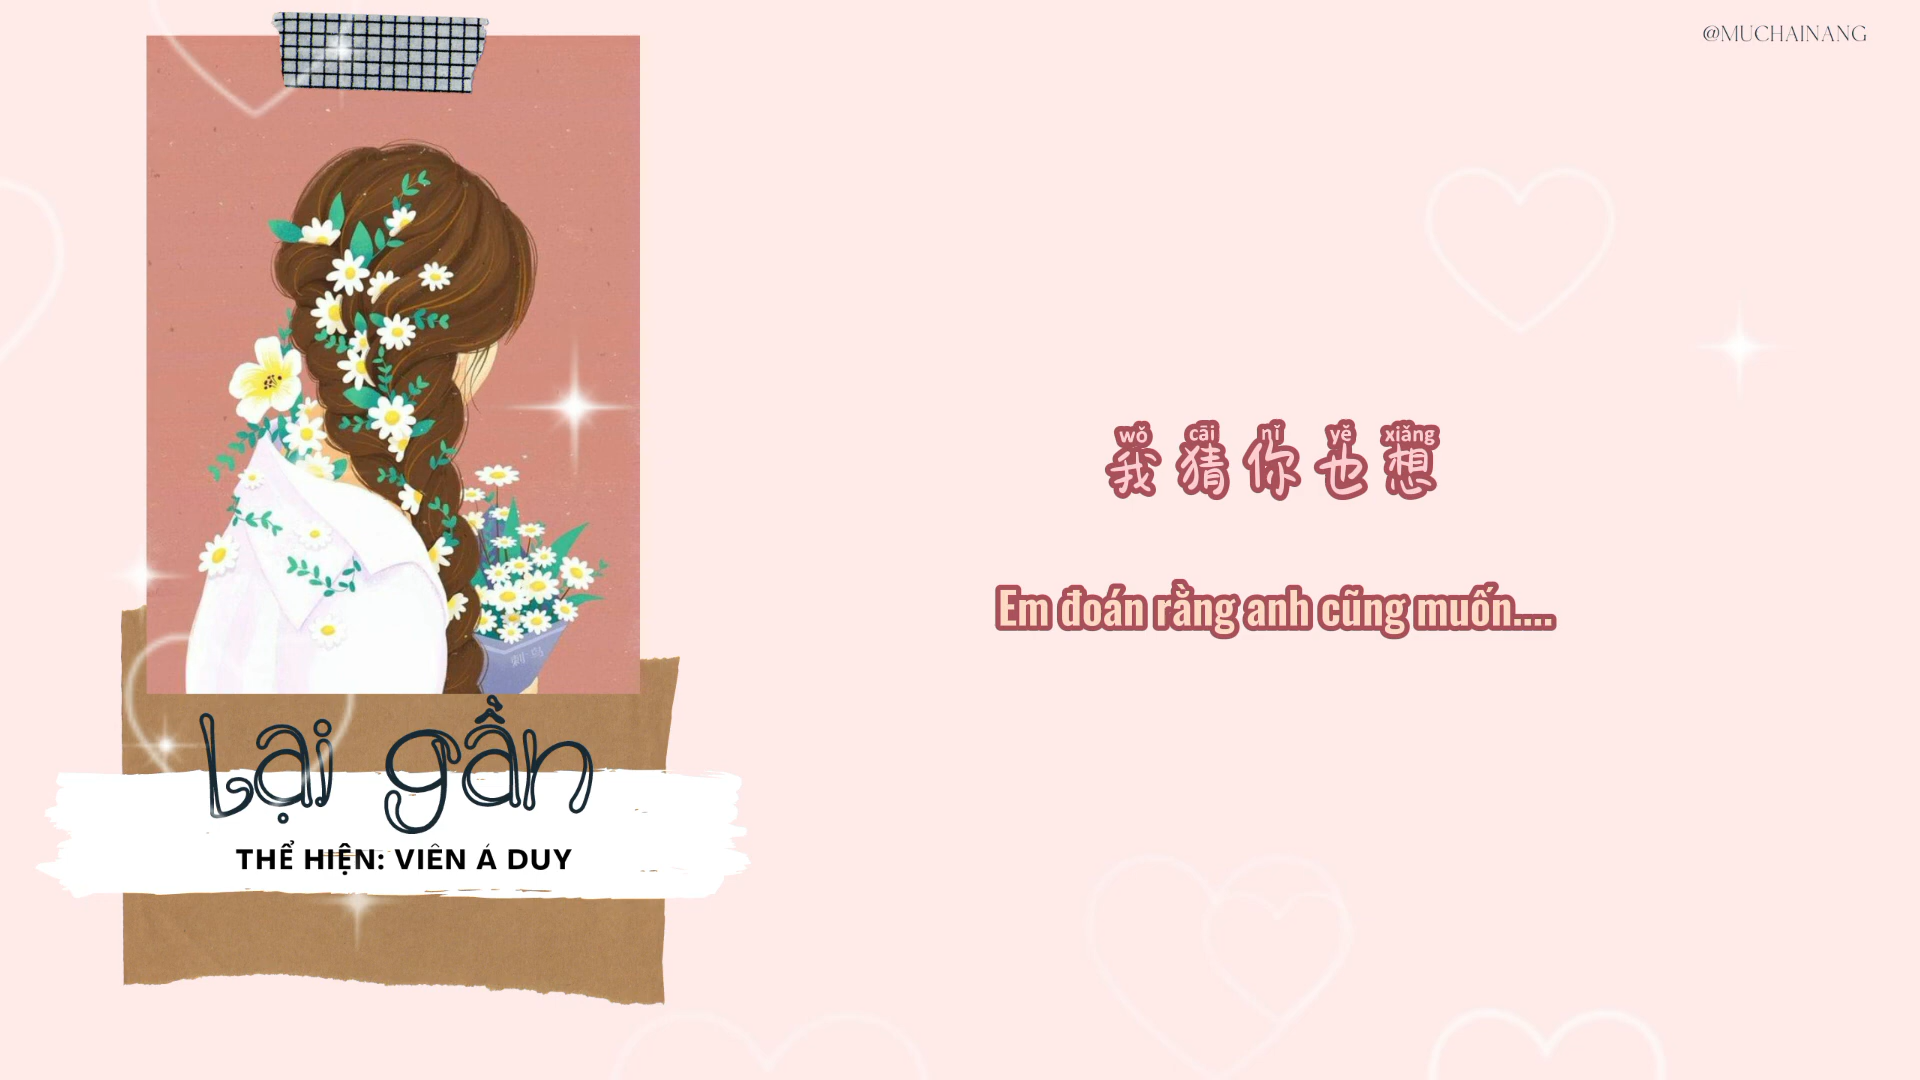 @MUCHAINANG
Lại gần
THỂ HIỆN: VIÊN Á DUY
wǒ cāi nǐ yě xiǎng
我猜你也想
Em đoán rằng anh cũng muốn....